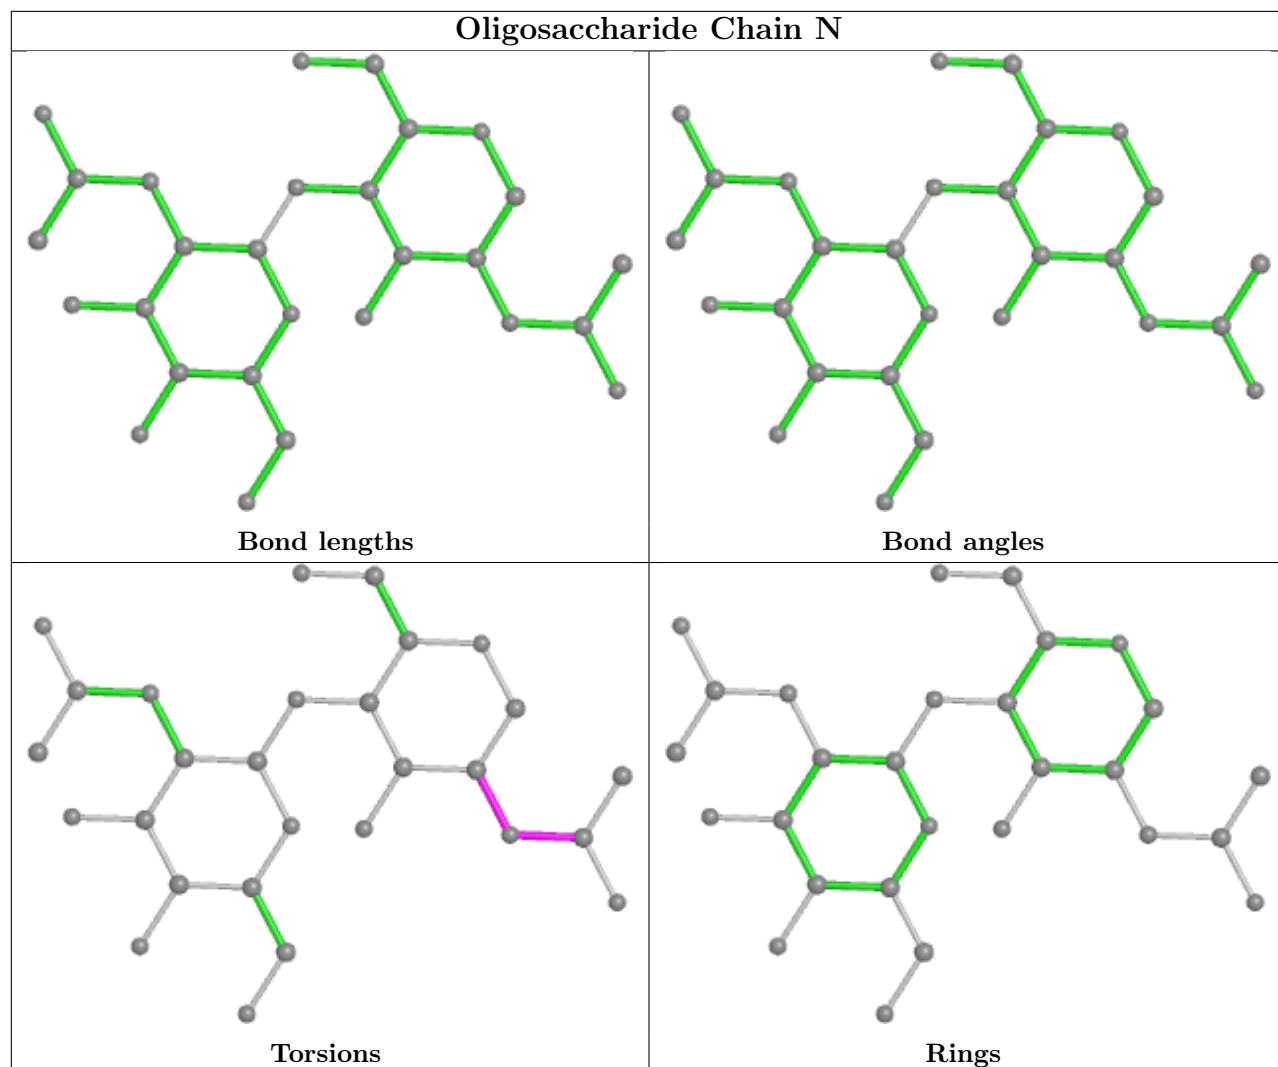 Oligosaccharide Chain N
Bond lengths
Bond angles
Torsions
Rings